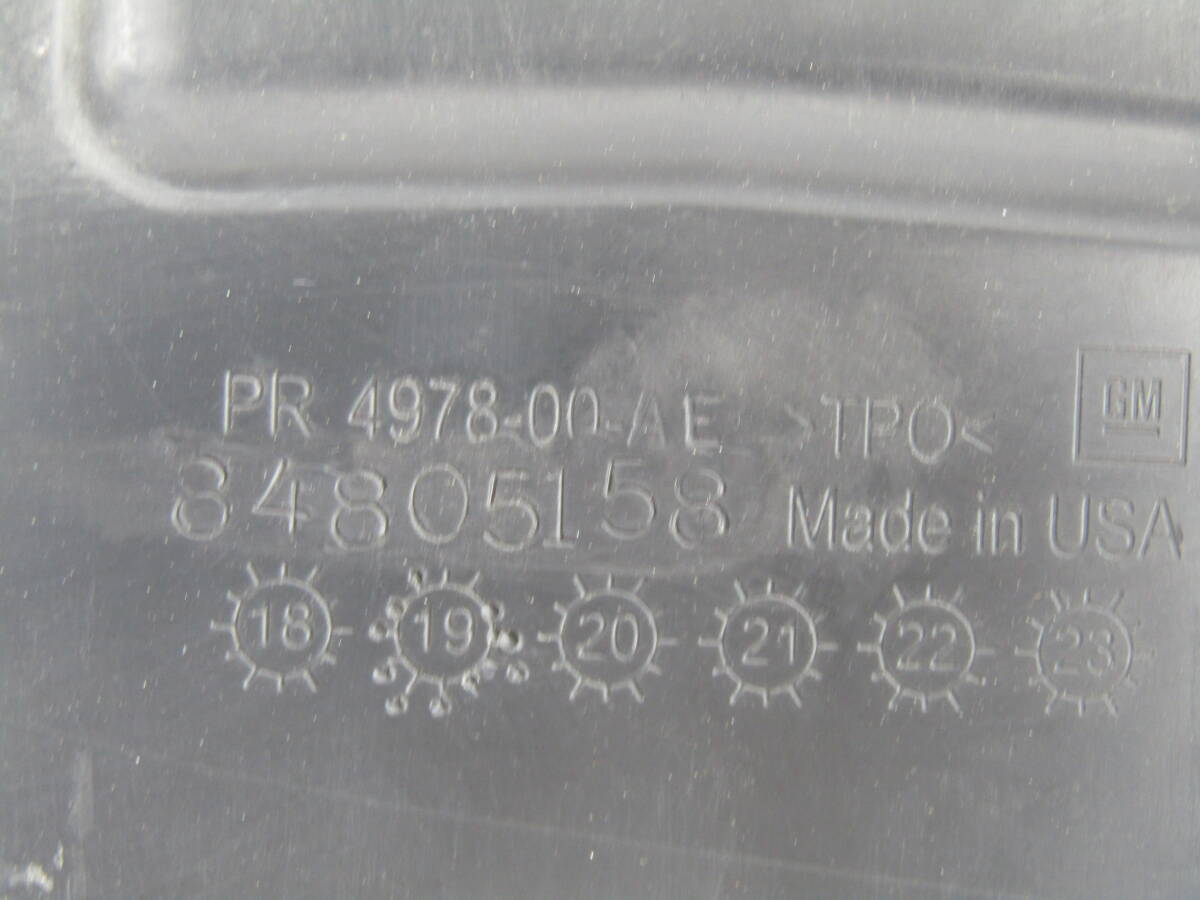 PR 4978-00-AE >TPO< GM
84805158 Made in USA
18 19 20 21 22 23